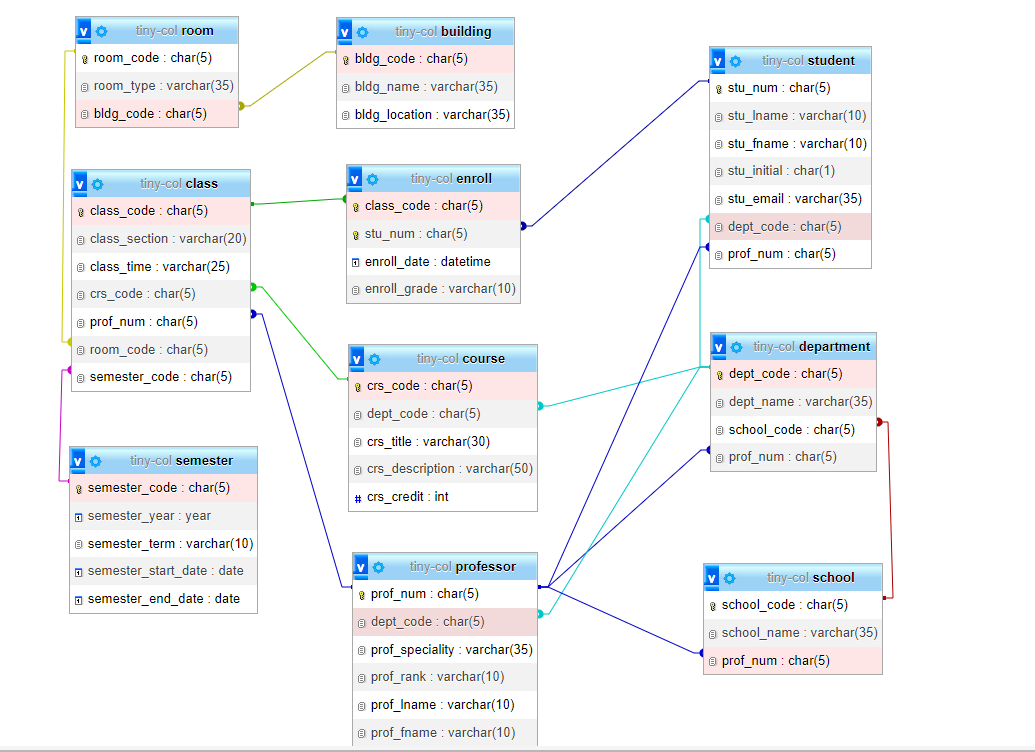 v tiny-col room
room_code : char(5)
room_type : varchar(35)
bldg_code : char(5)
v tiny-col building
bldg_code : char(5)
bldg_name : varchar(35)
bldg_location : varchar(35)
v tiny-col student
stu_num : char(5)
stu_lname : varchar(10)
stu_fname : varchar(10)
stu_initial : char(1)
stu_email : varchar(35)
dept_code : char(5)
prof_num : char(5)
v tiny-col class
class_code : char(5)
class_section : varchar(20)
class_time : varchar(25)
crs_code : char(5)
prof_num : char(5)
room_code : char(5)
semester_code : char(5)
v tiny-col enroll
class_code : char(5)
stu_num : char(5)
enroll_date : datetime
enroll_grade : varchar(10)
v tiny-col course
crs_code : char(5)
dept_code : char(5)
crs_title : varchar(30)
crs_description : varchar(50)
# crs_credit : int
v tiny-col department
dept_code : char(5)
dept_name : varchar(35)
school_code : char(5)
prof_num : char(5)
v tiny-col semester
semester_code : char(5)
semester_year : year
semester_term : varchar(10)
semester_start_date : date
semester_end_date : date
v tiny-col professor
prof_num : char(5)
dept_code : char(5)
prof_speciality : varchar(35)
prof_rank : varchar(10)
prof_lname : varchar(10)
prof_fname : varchar(10)
v tiny-col school
school_code : char(5)
school_name : varchar(35)
prof_num : char(5)